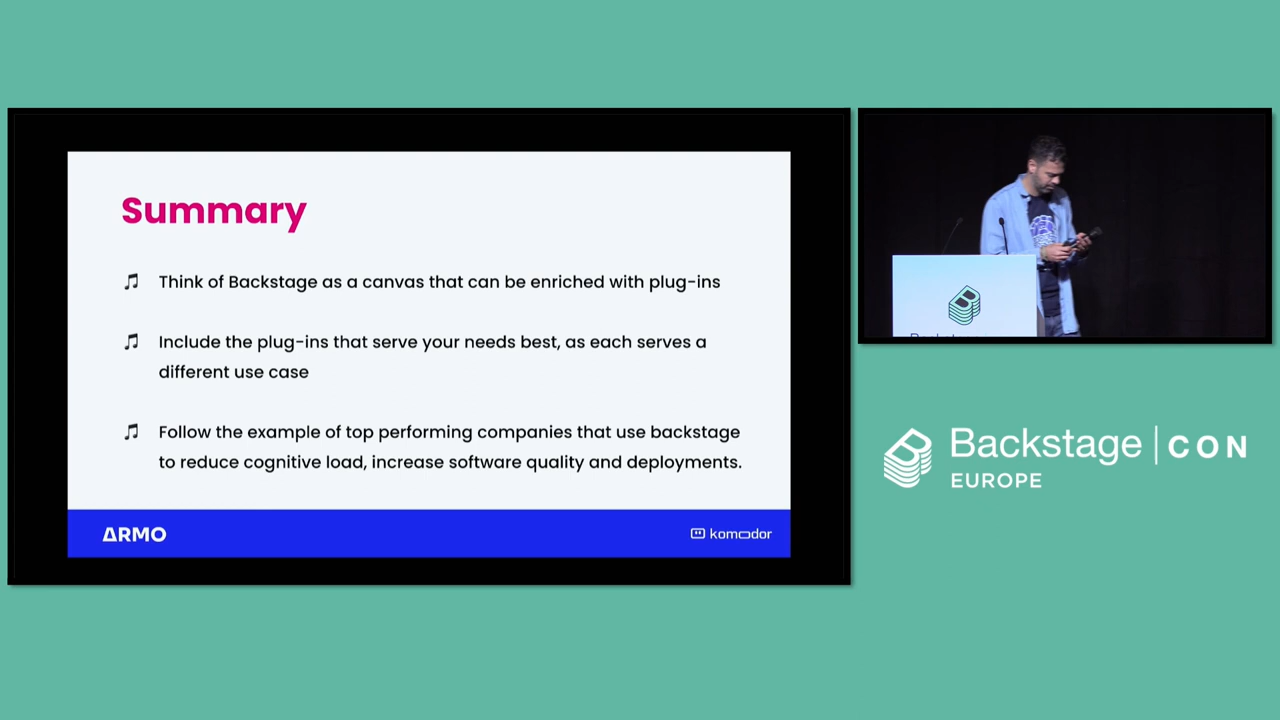 Summary
Think of Backstage as a canvas that can be enriched with plug-ins
Include the plug-ins that serve your needs best, as each serves a
different use case
Follow the example of top performing companies that use backstage
to reduce cognitive load, increase software quality and deployments.
ARMO
komodor
Backstage | CON
EUROPE